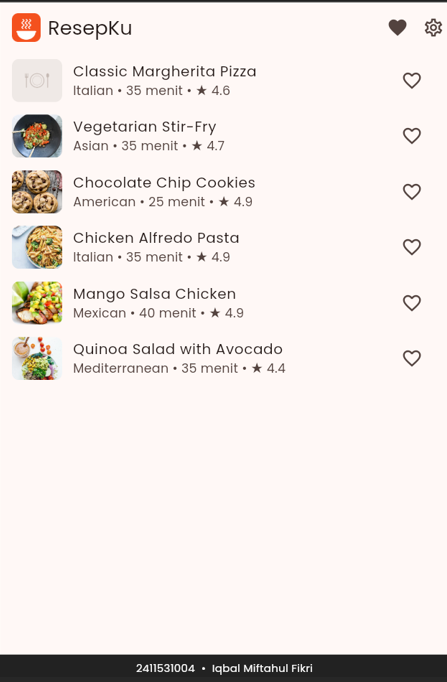 ResepKu
Classic Margherita Pizza
Italian • 35 menit • ★ 4.6
Vegetarian Stir-Fry
Asian • 35 menit • ★ 4.7
Chocolate Chip Cookies
American • 25 menit • ★ 4.9
Chicken Alfredo Pasta
Italian • 35 menit • ★ 4.9
Mango Salsa Chicken
Mexican • 40 menit • ★ 4.9
Quinoa Salad with Avocado
Mediterranean • 35 menit • ★ 4.4
2411531004 • Iqbal Miftahul Fikri